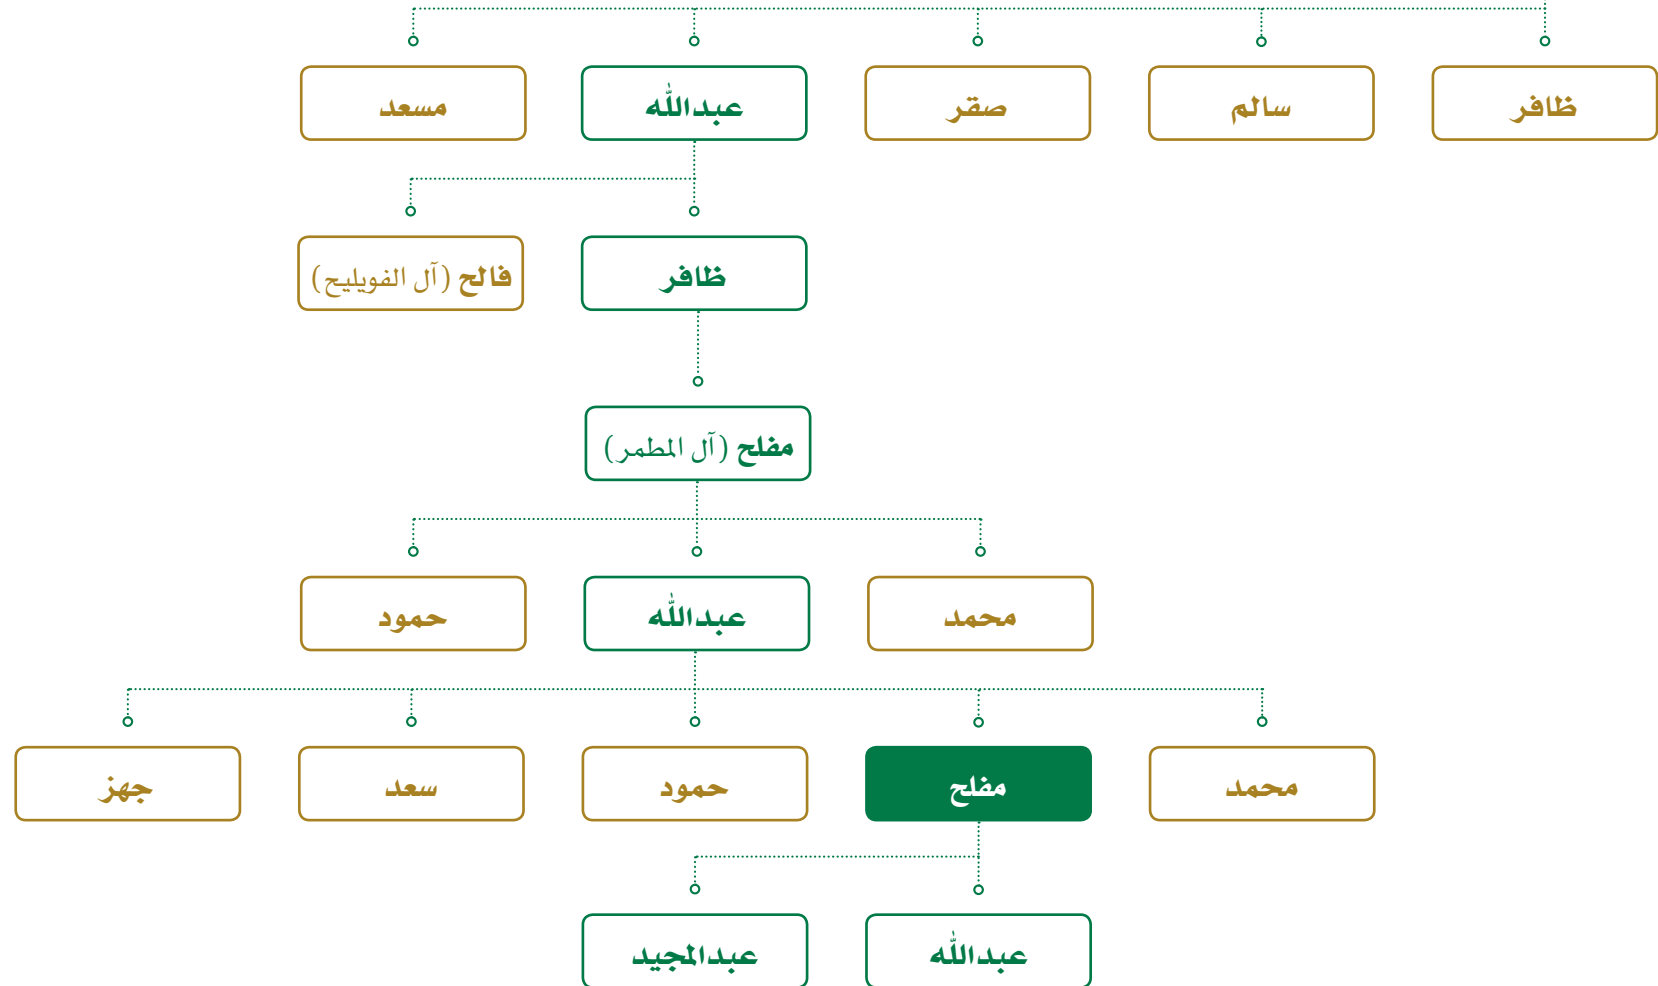 ظافر
سالم
صقر
عبدالله
مسعد
ظافر
فالح (آل الفويليح)
مفلح (آل المطمر)
محمد
عبدالله
حمود
محمد
مفلح
حمود
سعد
جهز
عبدالله
عبدالمجيد